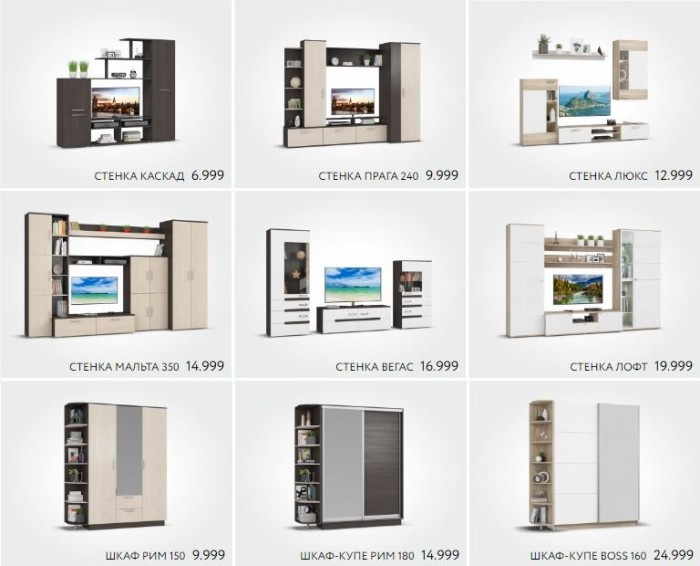 СТЕНКА КАСКАД 6.999
СТЕНКА ПРАГА 240 9.999
СТЕНКА ЛЮКС 12.999
СТЕНКА МАЛЬТА 350 14.999
СТЕНКА ВЕГАС 16.999
СТЕНКА ЛОФТ 19.999
ШКАФ РИМ 150 9.999
ШКАФ-КУПЕ РИМ 180 14.999
ШКАФ-КУПЕ BOSS 160 24.999